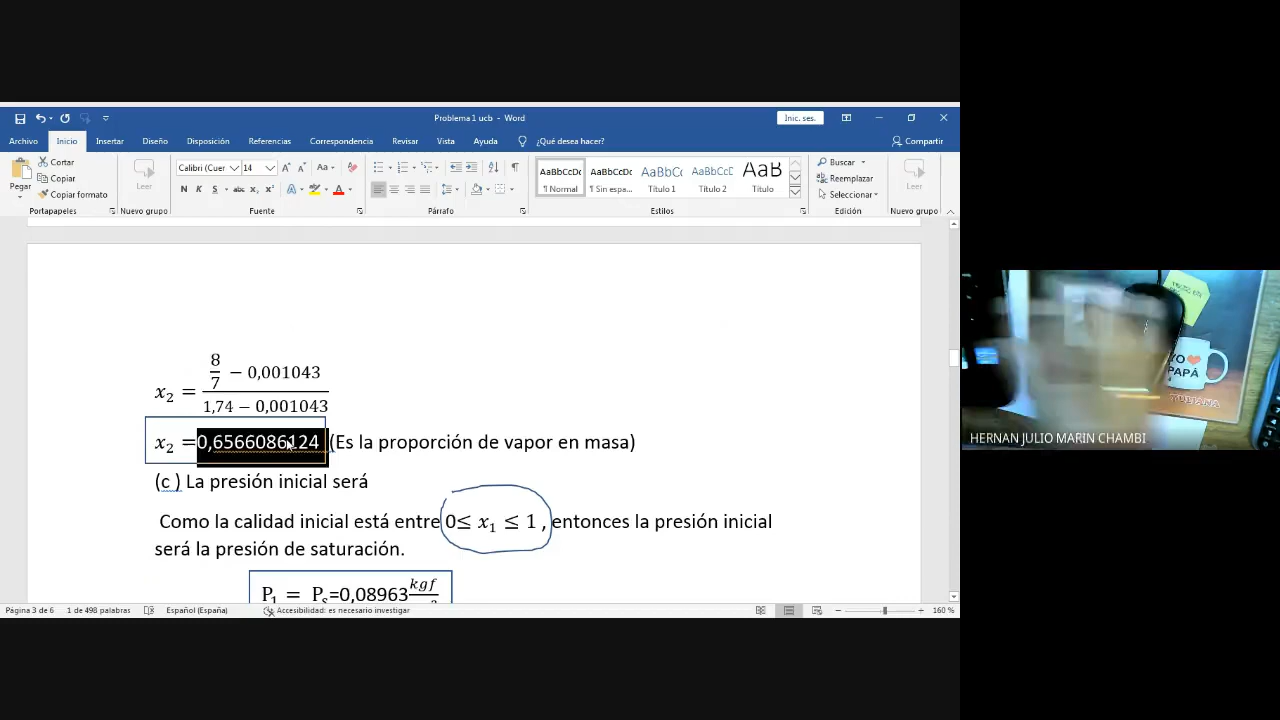 Problema 1 ucb - Word
Inic. ses.
Archivo Inicio Insertar Diseño Disposición Referencias Correspondencia Revisar Vista Ayuda ¿Qué desea hacer? Compartir
Pegar
Cortar
Copiar
Copiar formato
Portapapeles
Leer
Nuevo grupo
Calibri (Cuer 14
N K S abc x₂ x²
Fuente
Párrafo
AaBbCcDc AaBbCcDc AaBbCc AaBbCcC AaB
¶ Normal ¶ Sin espa... Título 1 Título 2 Título
Estilos
Buscar
Reemplazar
Seleccionar
Edición
Leer
Nuevo grupo
x₂ = (8/7 − 0,001043)/(1,74 − 0,001043)
x₂ =0,6566086124 (Es la proporción de vapor en masa)
(c ) La presión inicial será
Como la calidad inicial está entre 0≤ x₁ ≤ 1 , entonces la presión inicial
será la presión de saturación.
P₁ = Pₛ=0,08963 kgf
Página 3 de 6 1 de 498 palabras Español (España) Accesibilidad: es necesario investigar 160 %
YO ❤
PAPÁ
HERNAN JULIO MARIN CHAMBI